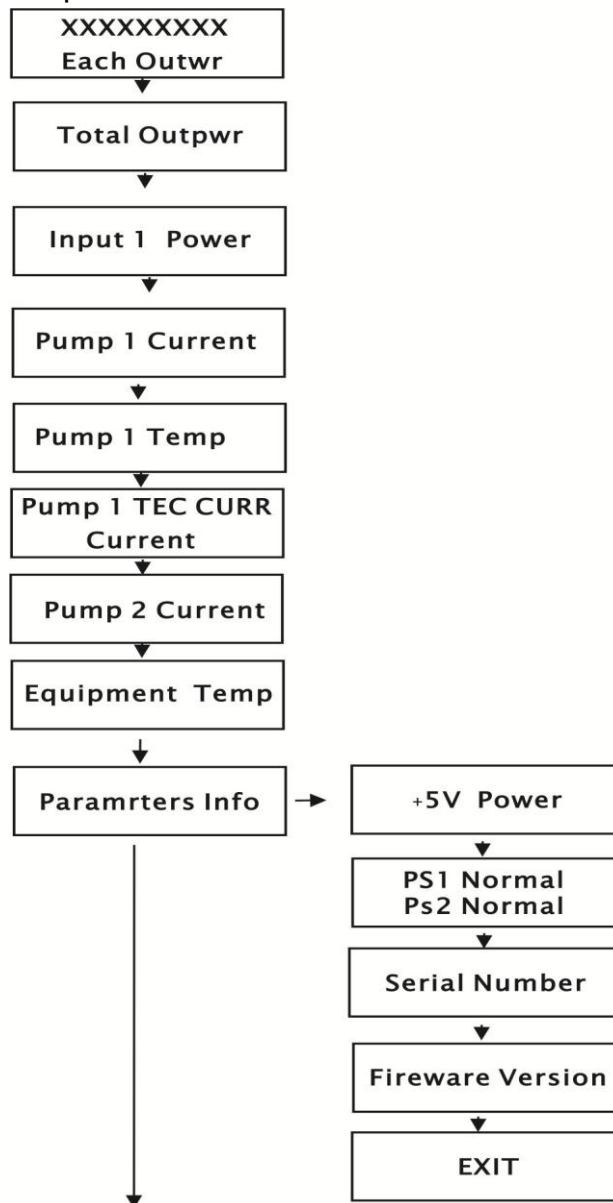 XXXXXXXXX
Each Outwr
Total Outpwr
Input 1 Power
Pump 1 Current
Pump 1 Temp
Pump 1 TEC CURR
Current
Pump 2 Current
Equipment Temp
Paramrters Info
+5V Power
PS1 Normal
Ps2 Normal
Serial Number
Fireware Version
EXIT